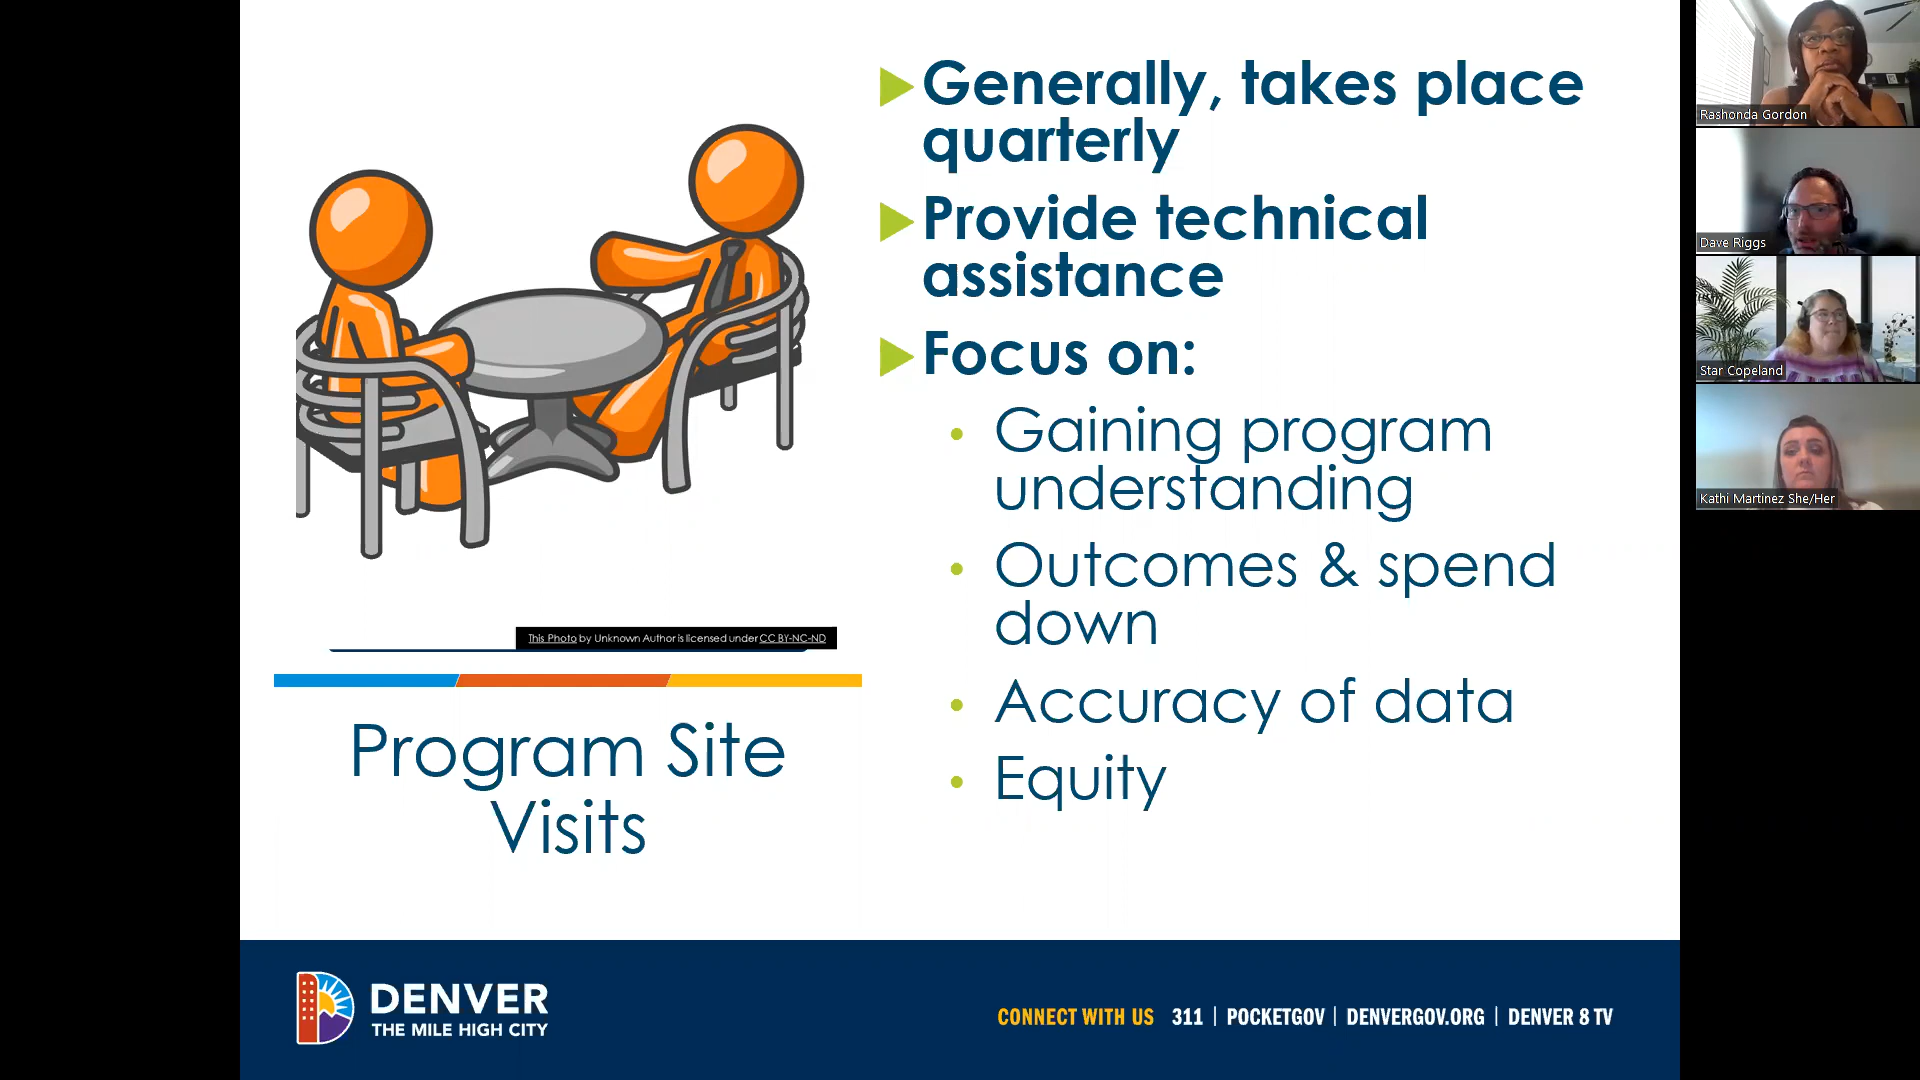 Generally, takes place
quarterly
Provide technical
assistance
Focus on:
Gaining program
understanding
Outcomes & spend
down
Accuracy of data
Equity
This Photo by Unknown Author is licensed under CC BY-NC-ND
Program Site
Visits
DENVER
THE MILE HIGH CITY
CONNECT WITH US 311 | POCKETGOV | DENVERGOV.ORG | DENVER 8 TV
Rashonda Gordon
Dave Riggs
Star Copeland
Kathi Martinez She/Her